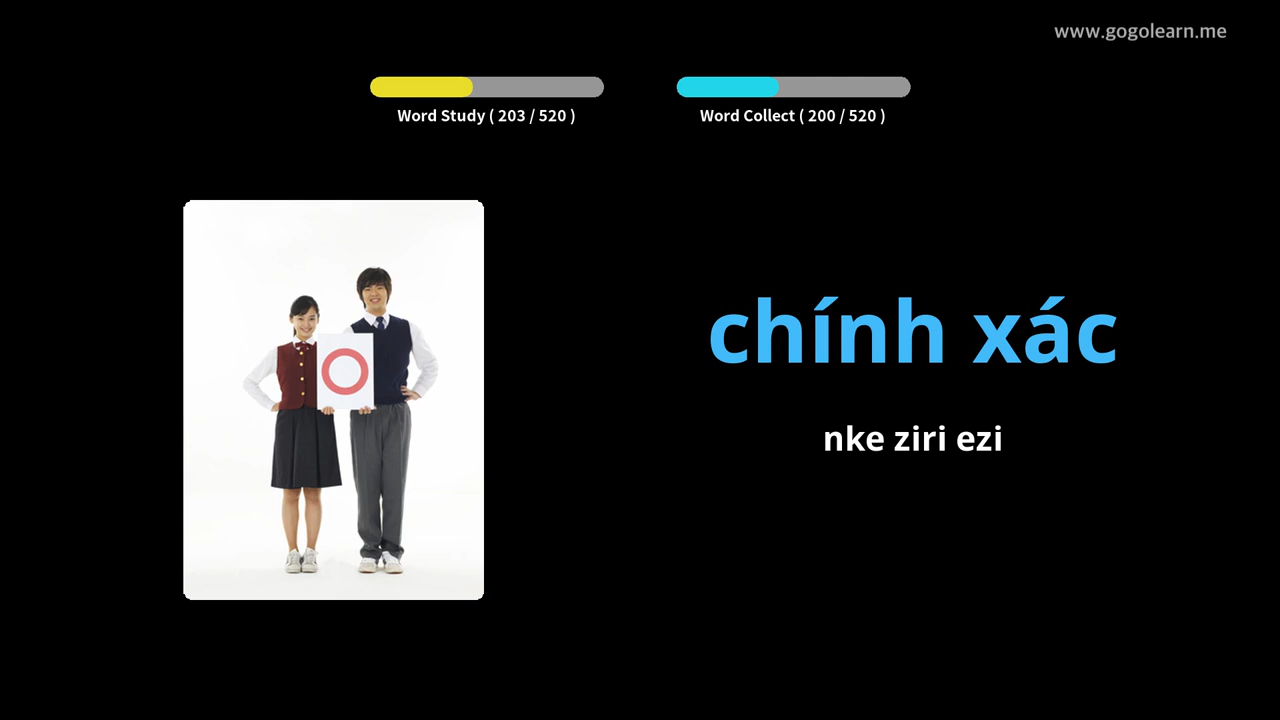 www.gogolearn.me
Word Study ( 203 / 520 )
Word Collect ( 200 / 520 )
chính xác
nke ziri ezi